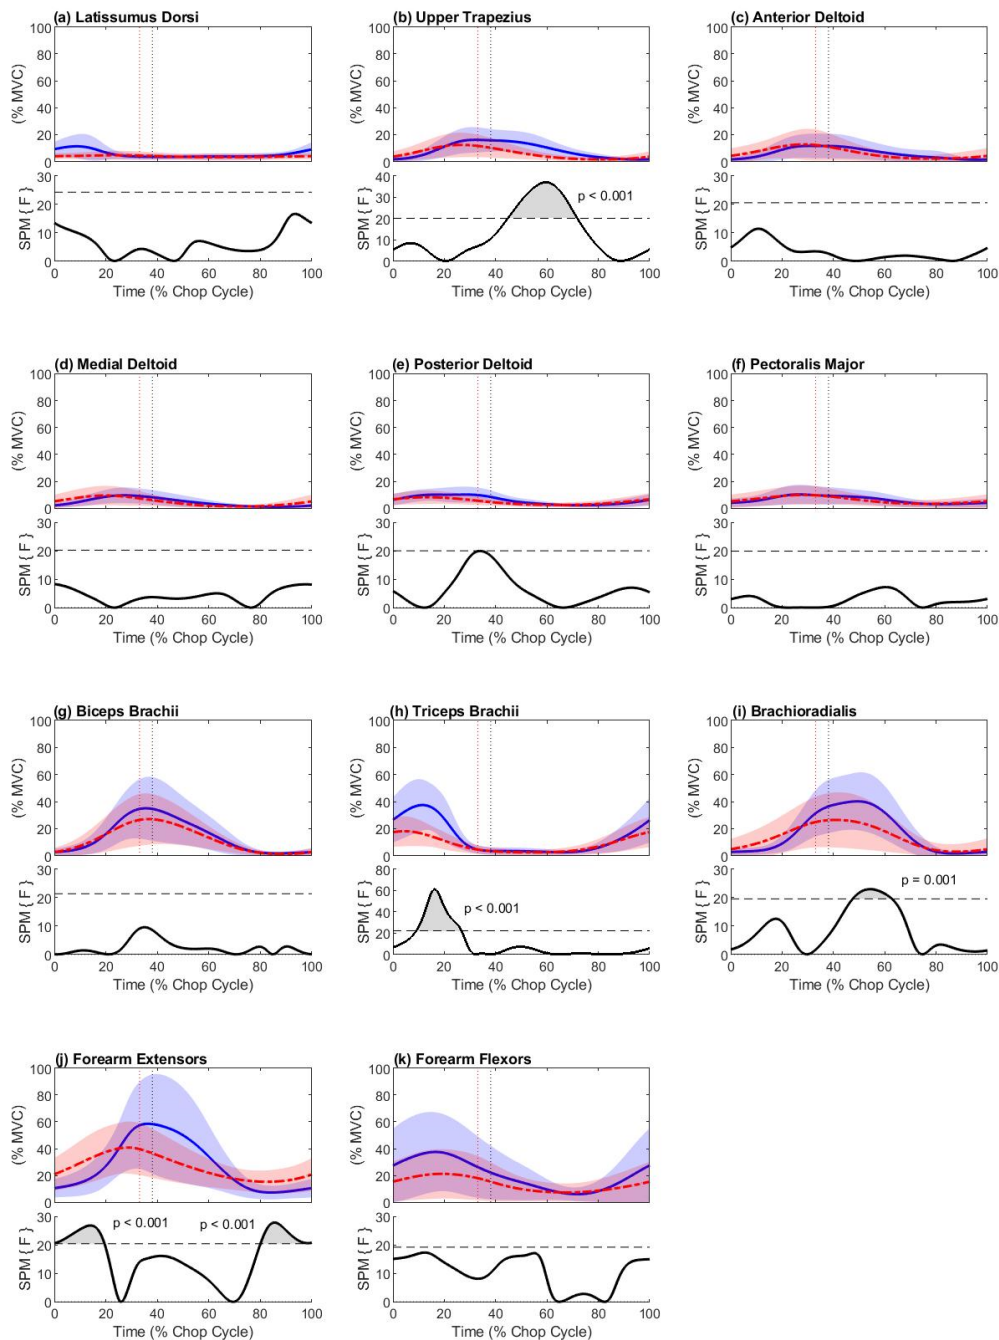 (a) Latissumus Dorsi
(% MVC)
100
80
60
40
20
0
SPM { F }
30
20
10
0
0 20 40 60 80 100
Time (% Chop Cycle)
(b) Upper Trapezius
(% MVC)
100
80
60
40
20
0
SPM { F }
40
30
20
10
0
p < 0.001
0 20 40 60 80 100
Time (% Chop Cycle)
(c) Anterior Deltoid
(% MVC)
100
80
60
40
20
0
SPM { F }
30
20
10
0
0 20 40 60 80 100
Time (% Chop Cycle)
(d) Medial Deltoid
(% MVC)
100
80
60
40
20
0
SPM { F }
30
20
10
0
0 20 40 60 80 100
Time (% Chop Cycle)
(e) Posterior Deltoid
(% MVC)
100
80
60
40
20
0
SPM { F }
30
20
10
0
0 20 40 60 80 100
Time (% Chop Cycle)
(f) Pectoralis Major
(% MVC)
100
80
60
40
20
0
SPM { F }
30
20
10
0
0 20 40 60 80 100
Time (% Chop Cycle)
(g) Biceps Brachii
(% MVC)
100
80
60
40
20
0
SPM { F }
30
20
10
0
0 20 40 60 80 100
Time (% Chop Cycle)
(h) Triceps Brachii
(% MVC)
100
80
60
40
20
0
SPM { F }
80
60
40
20
0
p < 0.001
0 20 40 60 80 100
Time (% Chop Cycle)
(i) Brachioradialis
(% MVC)
100
80
60
40
20
0
SPM { F }
30
20
10
0
p = 0.001
0 20 40 60 80 100
Time (% Chop Cycle)
(j) Forearm Extensors
(% MVC)
100
80
60
40
20
0
SPM { F }
30
20
10
0
p < 0.001 p < 0.001
0 20 40 60 80 100
Time (% Chop Cycle)
(k) Forearm Flexors
(% MVC)
100
80
60
40
20
0
SPM { F }
30
20
10
0
0 20 40 60 80 100
Time (% Chop Cycle)